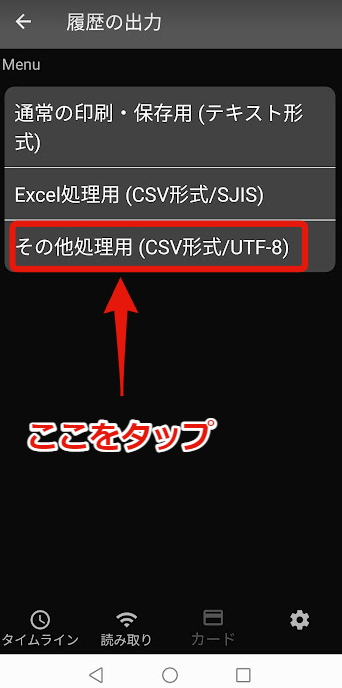 履歴の出力
Menu
通常の印刷・保存用 (テキスト形
式)
Excel処理用 (CSV形式/SJIS)
その他処理用 (CSV形式/UTF-8)
ここをタップ
タイムライン
読み取り
カード